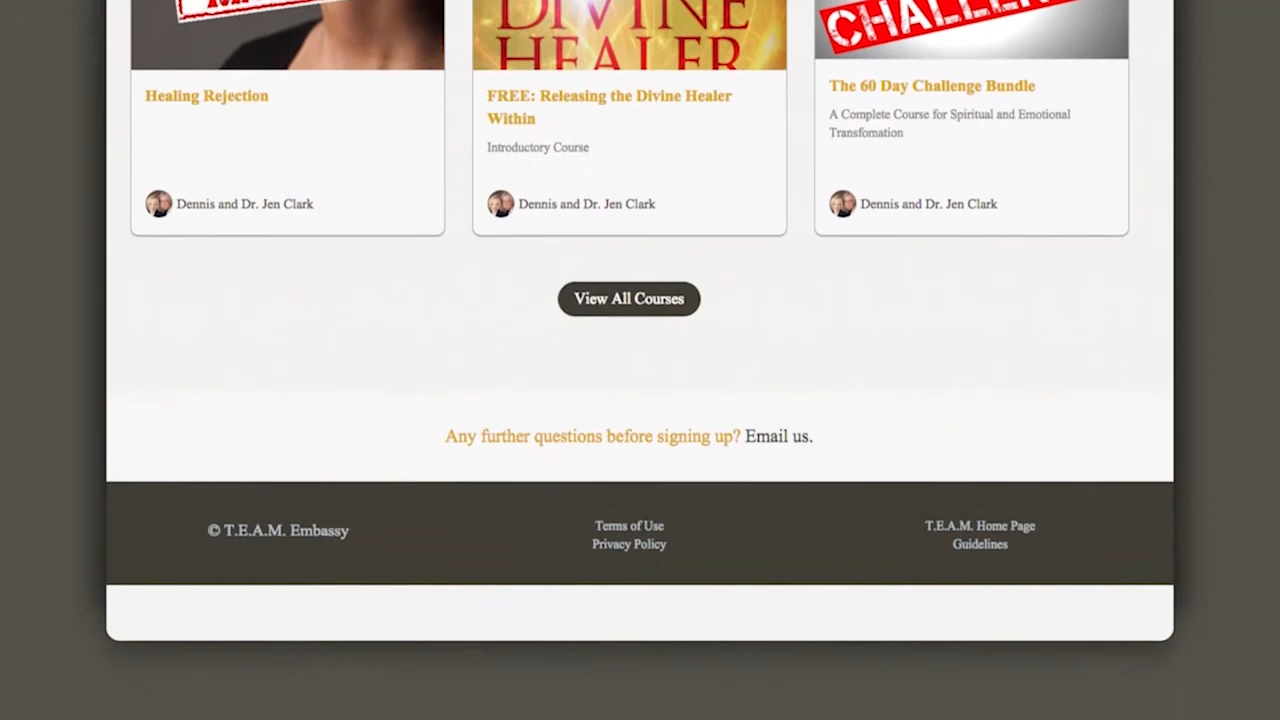 DIVINE
HEALER
Healing Rejection
FREE: Releasing the Divine Healer
Within
Introductory Course
The 60 Day Challenge Bundle
A Complete Course for Spiritual and Emotional
Transfomation
Dennis and Dr. Jen Clark
Dennis and Dr. Jen Clark
Dennis and Dr. Jen Clark
View All Courses
Any further questions before signing up? Email us.
© T.E.A.M. Embassy
Terms of Use
Privacy Policy
T.E.A.M. Home Page
Guidelines